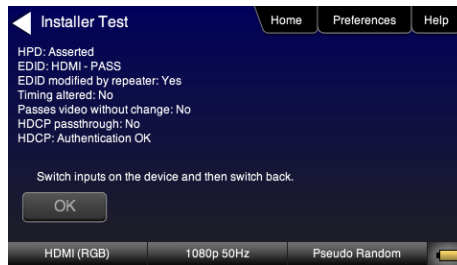 Installer Test
Home
Preferences
Help
HPD: Asserted
EDID: HDMI - PASS
EDID modified by repeater: Yes
Timing altered: No
Passes video without change: No
HDCP passthrough: No
HDCP: Authentication OK
Switch inputs on the device and then switch back.
OK
HDMI (RGB)
1080p 50Hz
Pseudo Random